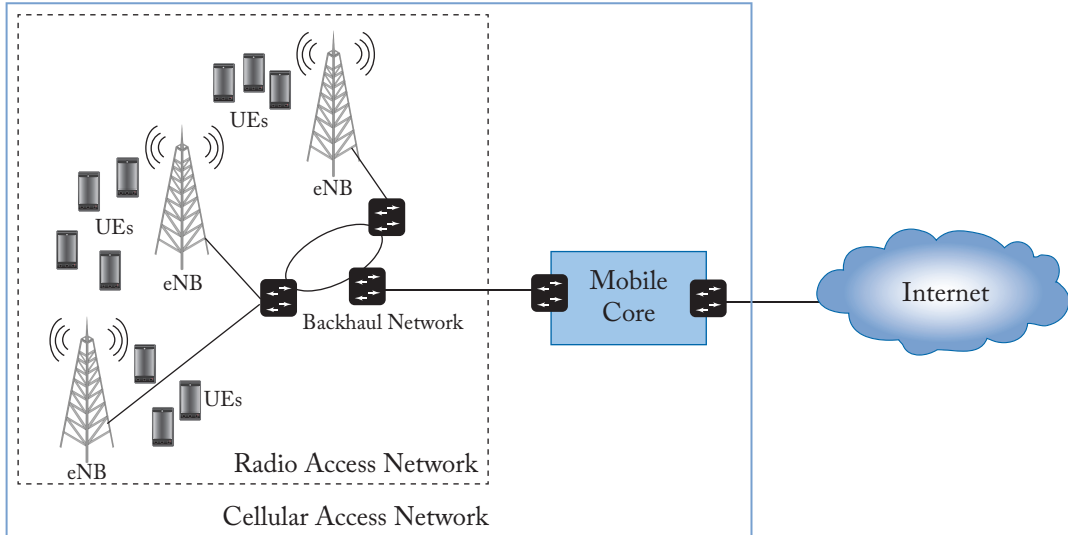 UEs
eNB
UEs
eNB
Backhaul Network
Mobile
Core
Internet
UEs
eNB
Radio Access Network
Cellular Access Network